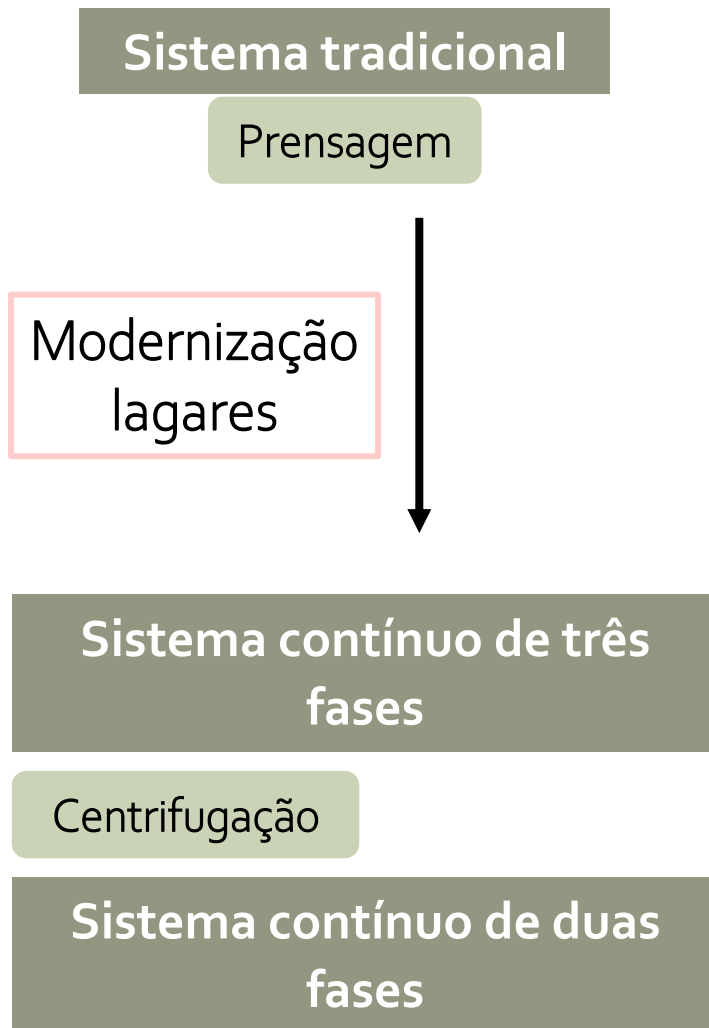 Sistema tradicional
Prensagem
Modernização
lagares
Sistema contínuo de três
fases
Centrifugação
Sistema contínuo de duas
fases